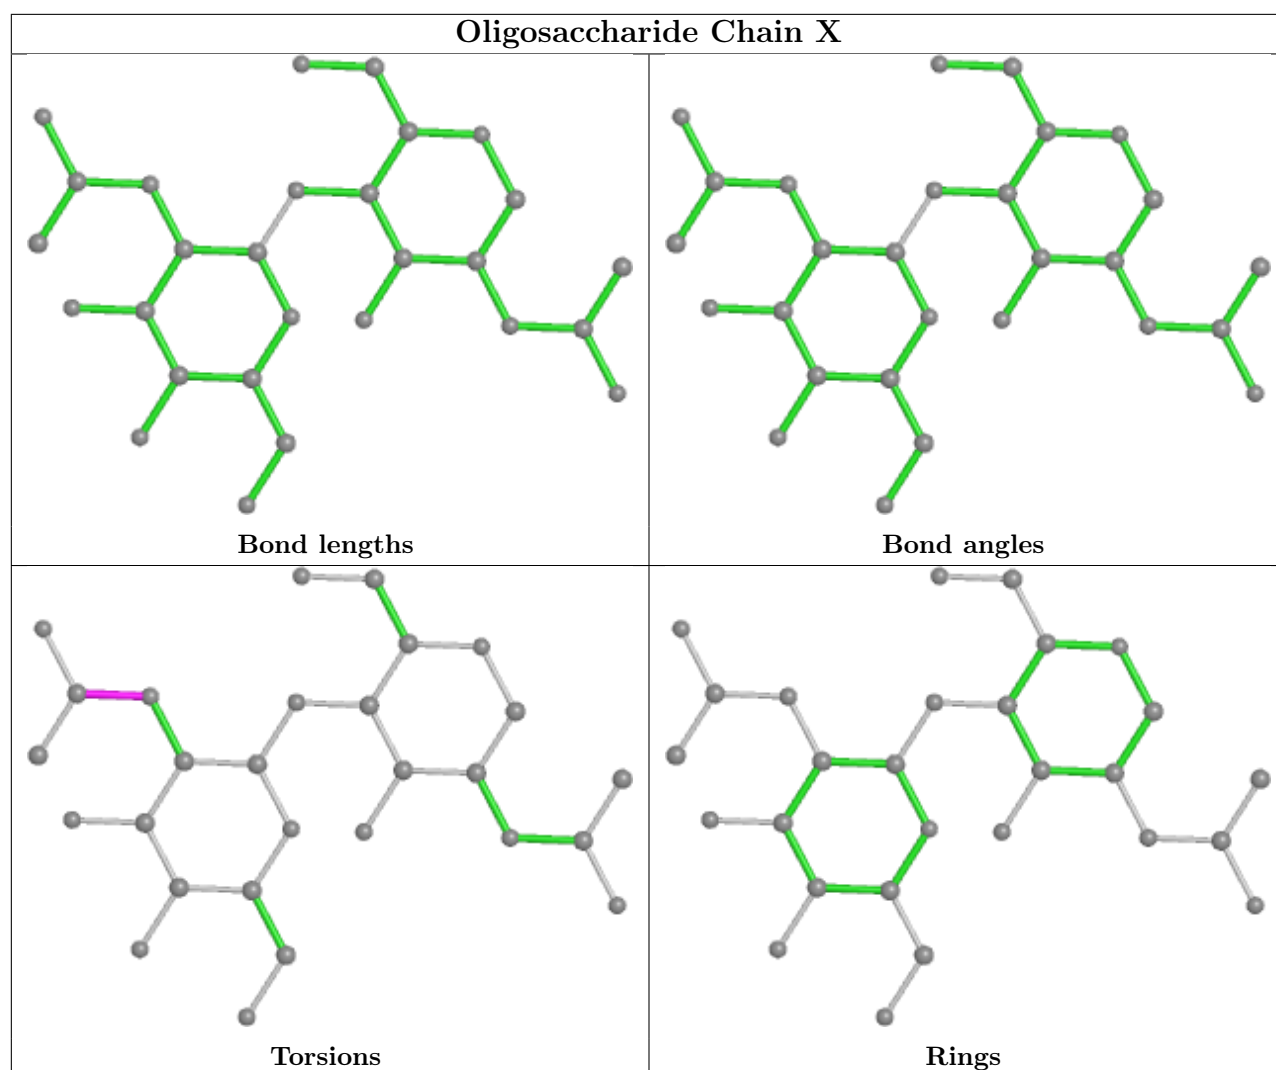 Oligosaccharide Chain X
Bond lengths
Bond angles
Torsions
Rings